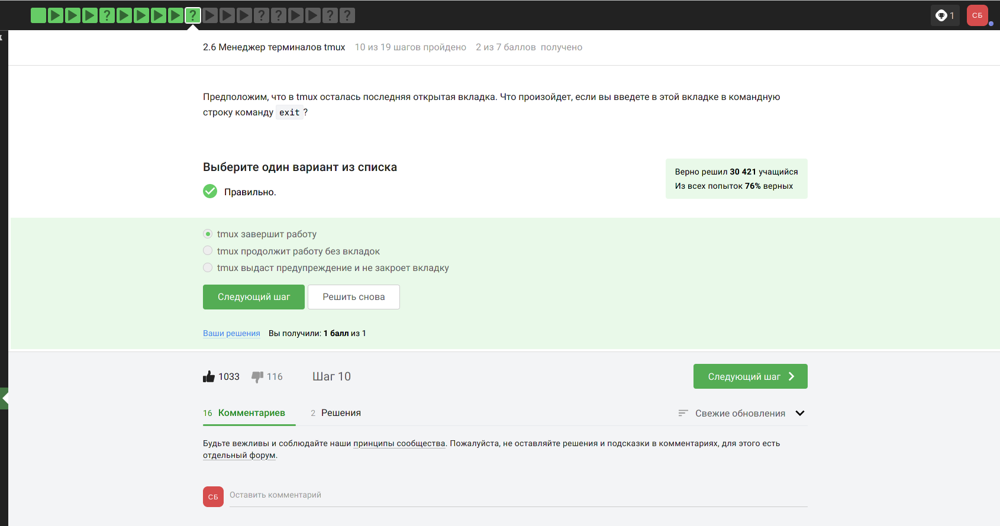 ?
?
?
?
?
?
1
СБ
2.6 Менеджер терминалов tmux 10 из 19 шагов пройдено 2 из 7 баллов получено
Предположим, что в tmux осталась последняя открытая вкладка. Что произойдет, если вы введете в этой вкладке в командную
строку команду exit?
Выберите один вариант из списка
Правильно.
Верно решил 30 421 учащийся
Из всех попыток 76% верных
tmux завершит работу
tmux продолжит работу без вкладок
tmux выдаст предупреждение и не закроет вкладку
Следующий шаг
Решить снова
Ваши решения Вы получили: 1 балл из 1
1033 116 Шаг 10
Следующий шаг
16 Комментариев 2 Решения
Свежие обновления
Будьте вежливы и соблюдайте наши принципы сообщества. Пожалуйста, не оставляйте решения и подсказки в комментариях, для этого есть
отдельный форум.
СБ Оставить комментарий